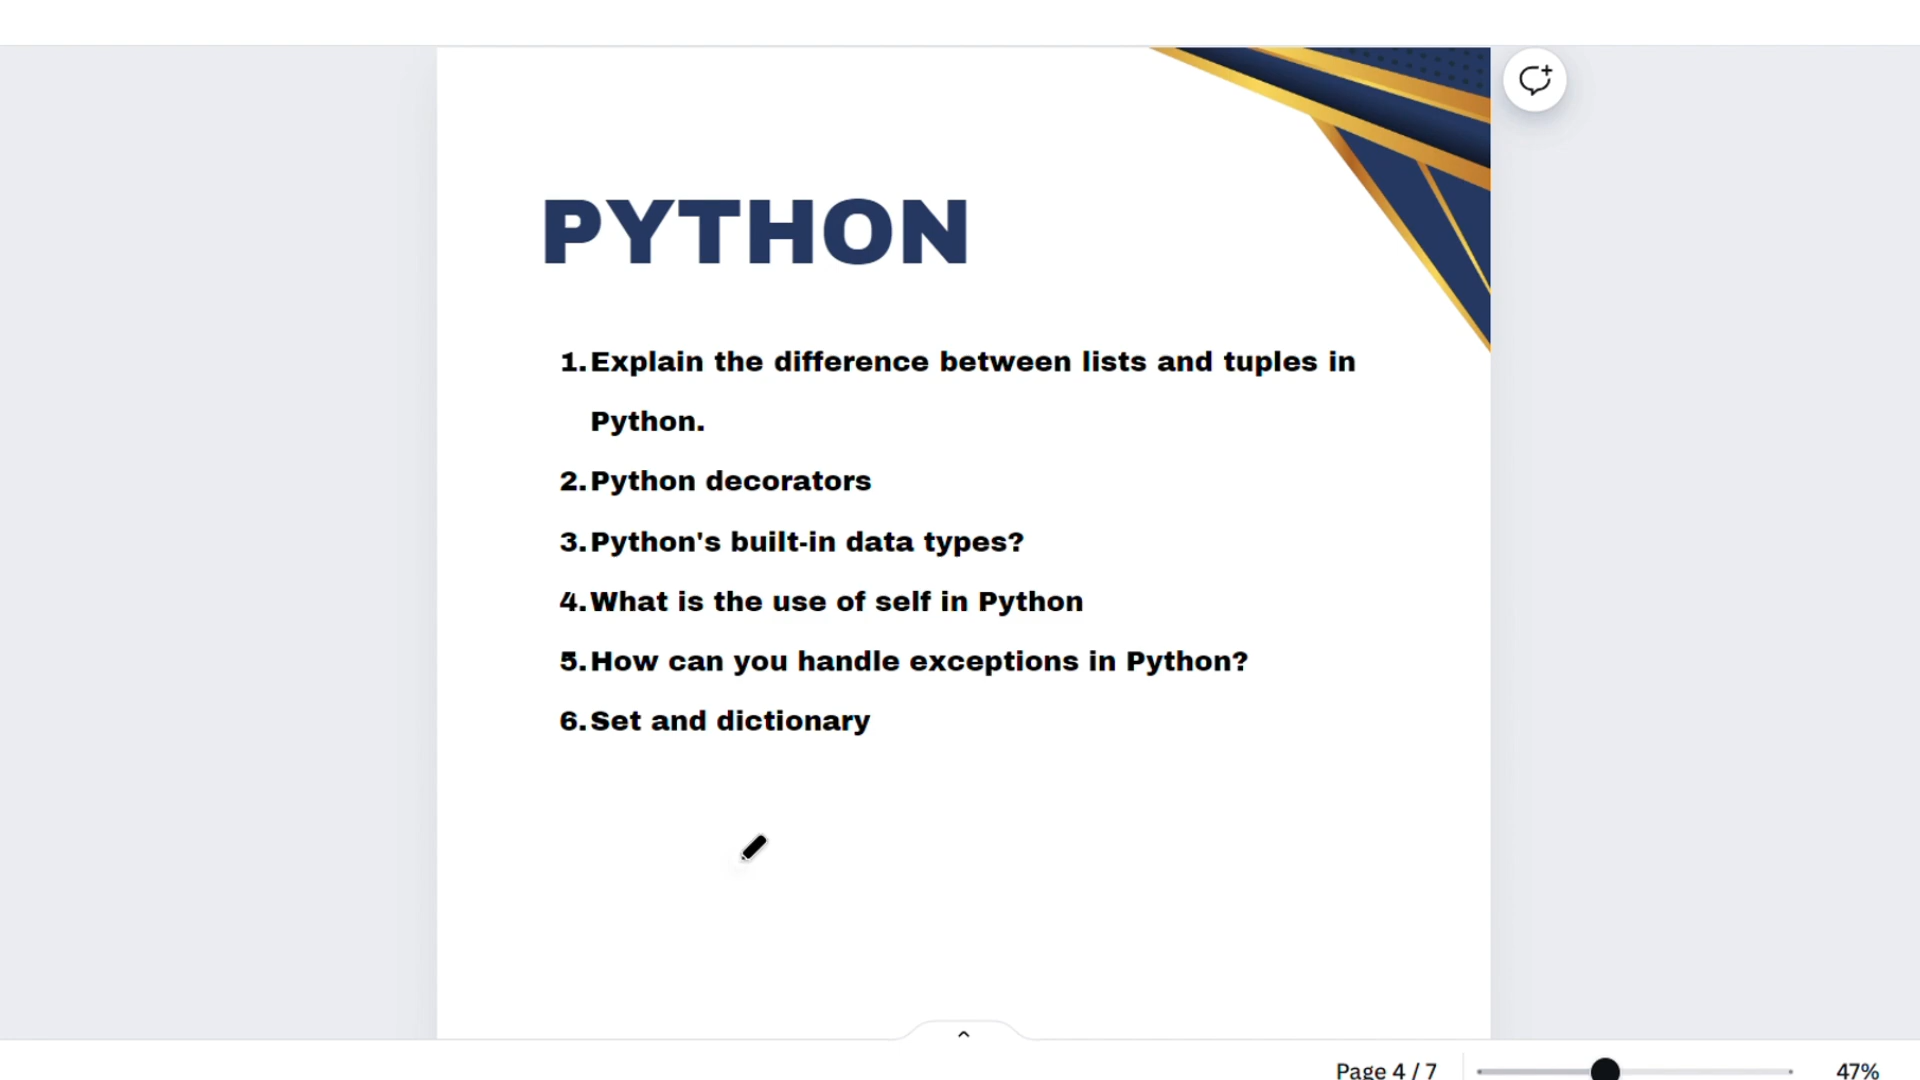 PYTHON
1. Explain the difference between lists and tuples in
Python.
2. Python decorators
3. Python's built-in data types?
4. What is the use of self in Python
5. How can you handle exceptions in Python?
6. Set and dictionary
Page 4 / 7
47%